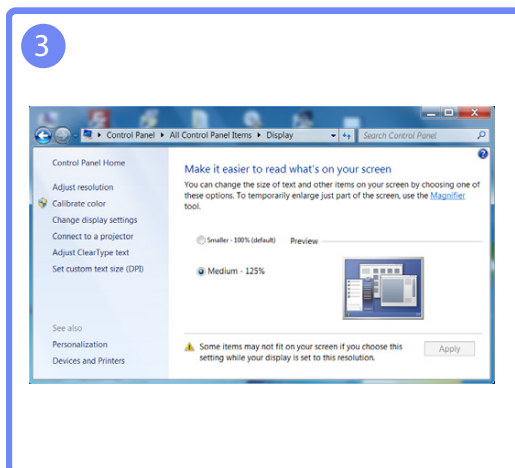 3
Control Panel ▸ All Control Panel Items ▸ Display
Search Control Panel
Control Panel Home
Adjust resolution
Calibrate color
Change display settings
Connect to a projector
Adjust ClearType text
Set custom text size (DPI)
See also
Personalization
Devices and Printers
Make it easier to read what's on your screen
You can change the size of text and other items on your screen by choosing one of
these options. To temporarily enlarge just part of the screen, use the Magnifier
tool.
Smaller - 100% (default)
Preview
Medium - 125%
Some items may not fit on your screen if you choose this
setting while your display is set to this resolution.
Apply